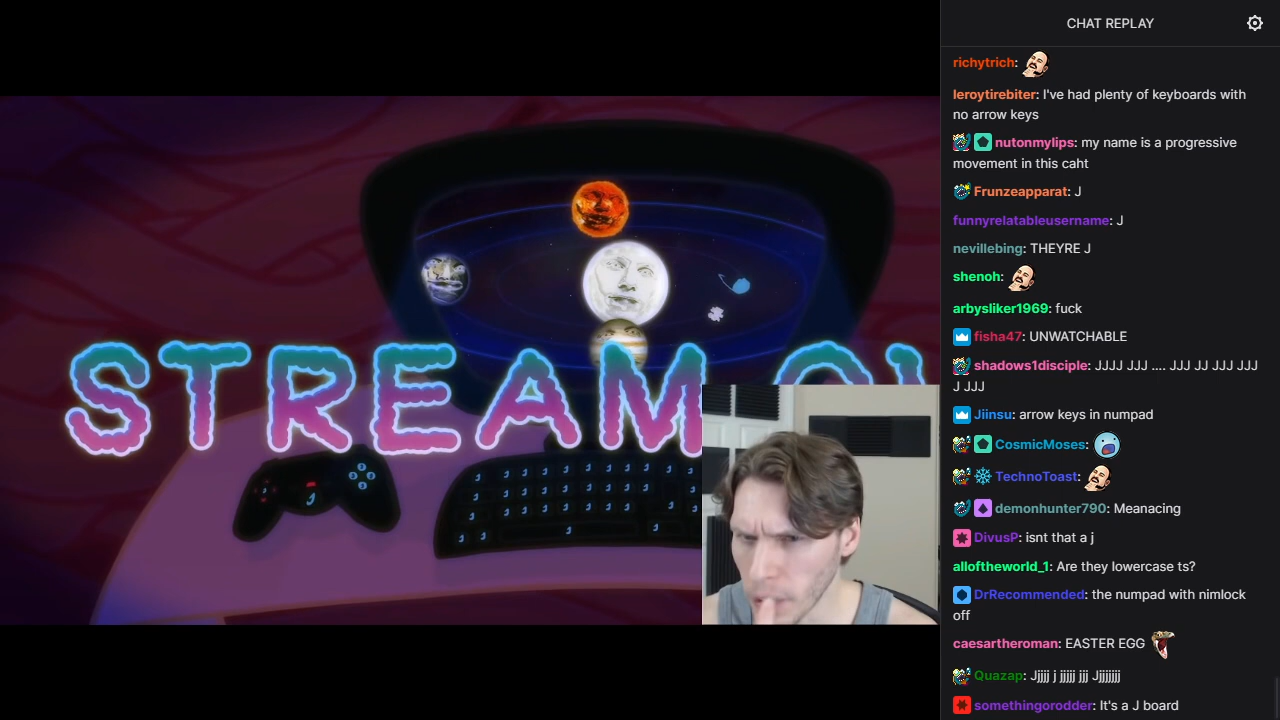 STREAM
CHAT REPLAY
richytrich:
leroytirebiter: I've had plenty of keyboards with
no arrow keys
nutonmylips: my name is a progressive
movement in this caht
Frunzeapparat: J
funnyrelatableusername: J
nevillebing: THEYRE J
shenoh:
arbysliker1969: fuck
fisha47: UNWATCHABLE
shadows1disciple: JJJJ JJJ .... JJJ JJ JJJ JJJ
J JJJ
Jiinsu: arrow keys in numpad
CosmicMoses:
TechnoToast:
demonhunter790: Meanacing
DivusP: isnt that a j
alloftheworld_1: Are they lowercase ts?
DrRecommended: the numpad with nimlock
off
caesartheroman: EASTER EGG
Quazap: Jjjjj j jjjjj jjj Jjjjjjjj
somethingorodder: It's a J board